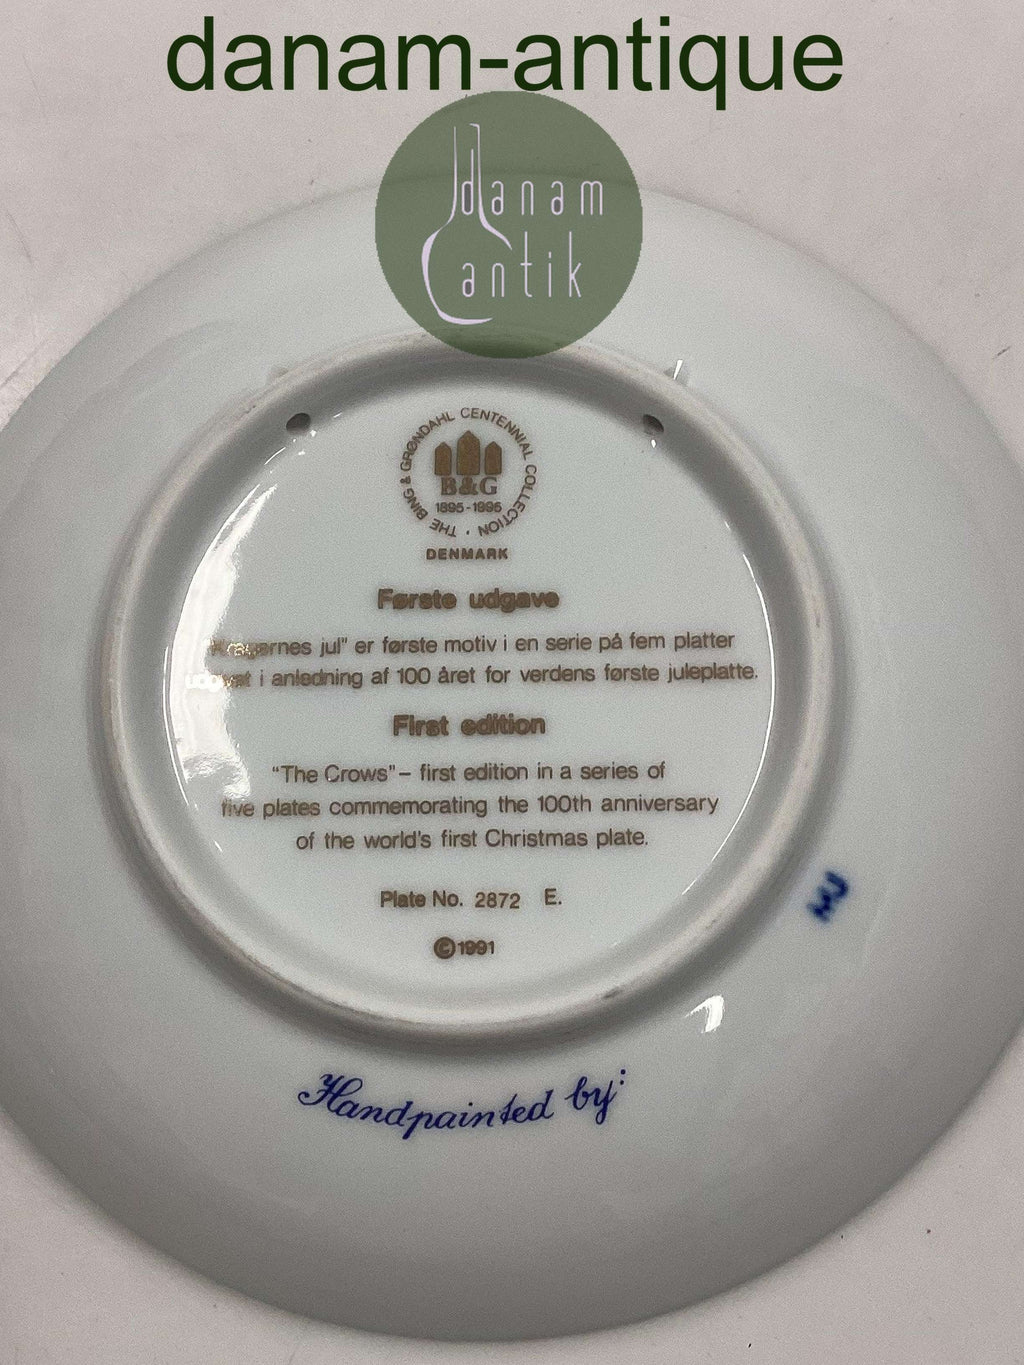 danam-antique
danam
antik
THE BING & GRØNDAHL CENTENNIAL COLLECTION ·
B&G
1895-1995
DENMARK
Første udgave
"Kragernes jul" er første motiv i en serie på fem platter
udgivet i anledning af 100 året for verdens første juleplatte.
First edition
"The Crows" – first edition in a series of
five plates commemorating the 100th anniversary
of the world's first Christmas plate.
Plate No. 2872 E.
©1991
Handpainted by: